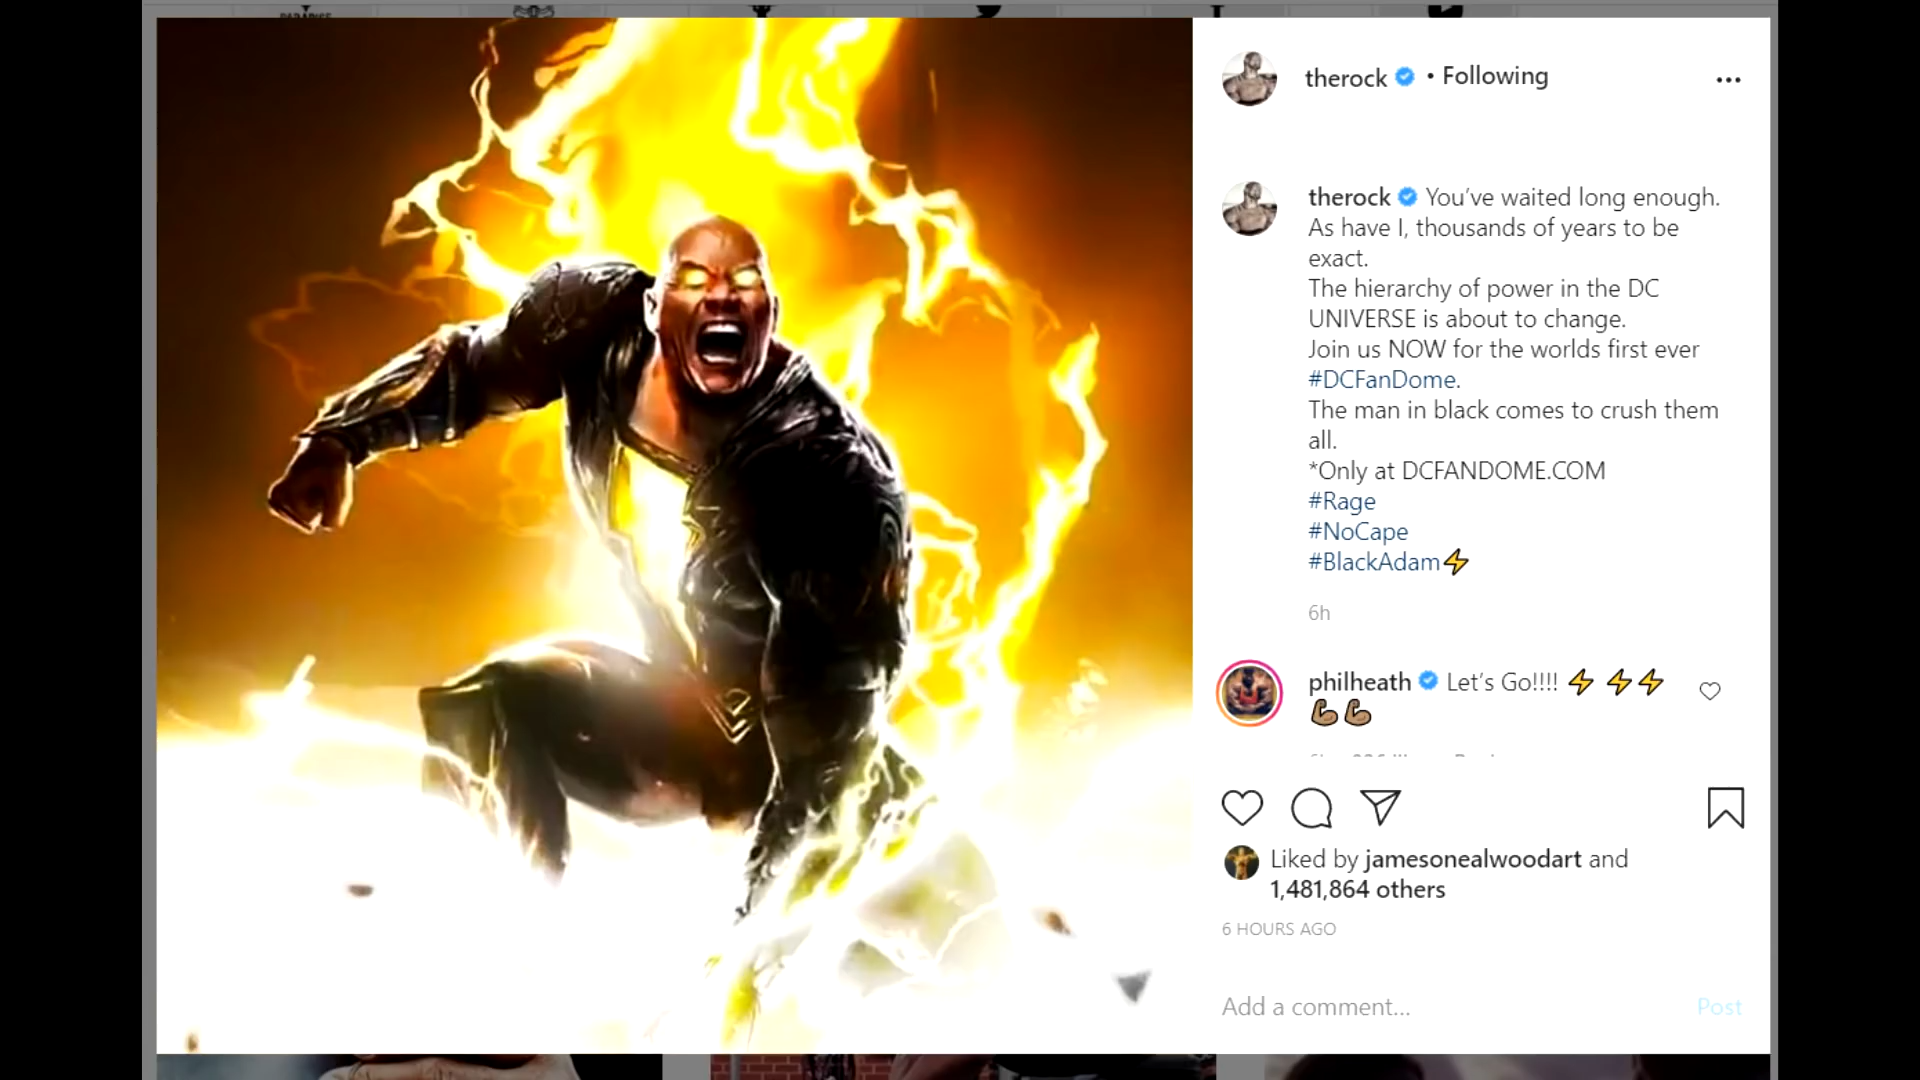 PARADISE
therock • Following
therock You’ve waited long enough.
As have I, thousands of years to be
exact.
The hierarchy of power in the DC
UNIVERSE is about to change.
Join us NOW for the worlds first ever
#DCFanDome.
The man in black comes to crush them
all.
*Only at DCFANDOME.COM
#Rage
#NoCape
#BlackAdam⚡
6h
philheath Let’s Go!!!! ⚡ ⚡⚡
💪🏽💪🏽
Liked by jamesonealwoodart and
1,481,864 others
6 HOURS AGO
Add a comment...
Post